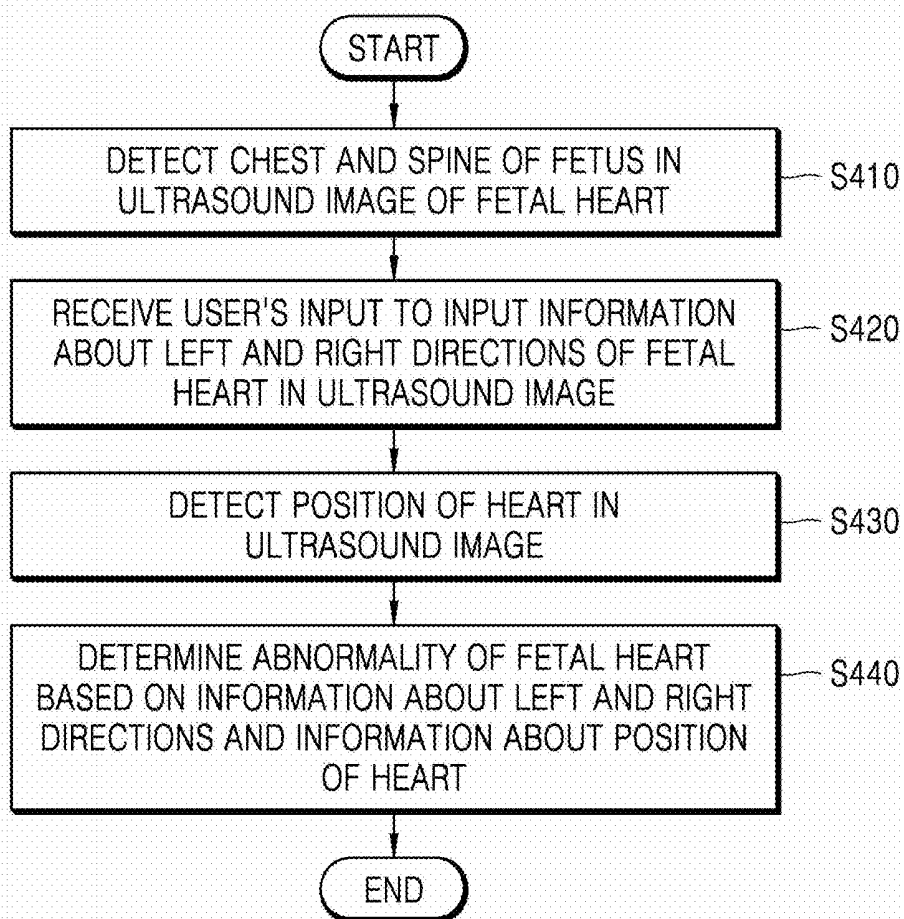 START
DETECT CHEST AND SPINE OF FETUS IN
ULTRASOUND IMAGE OF FETAL HEART
S410
RECEIVE USER'S INPUT TO INPUT INFORMATION
ABOUT LEFT AND RIGHT DIRECTIONS OF FETAL
HEART IN ULTRASOUND IMAGE
S420
DETECT POSITION OF HEART IN
ULTRASOUND IMAGE
S430
DETERMINE ABNORMALITY OF FETAL HEART
BASED ON INFORMATION ABOUT LEFT AND RIGHT
DIRECTIONS AND INFORMATION ABOUT POSITION
OF HEART
S440
END